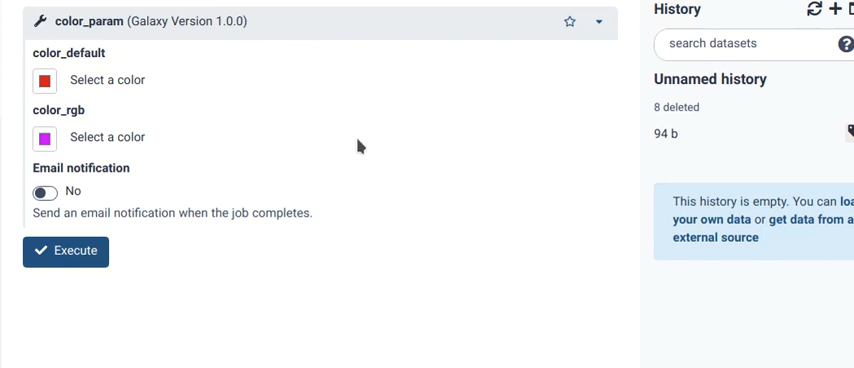 color_param (Galaxy Version 1.0.0)
color_default
Select a color
color_rgb
Select a color
Email notification
No
Send an email notification when the job completes.
Execute
History
search datasets
?
Unnamed history
8 deleted
94 b
This history is empty. You can
your own data or get data from
external source